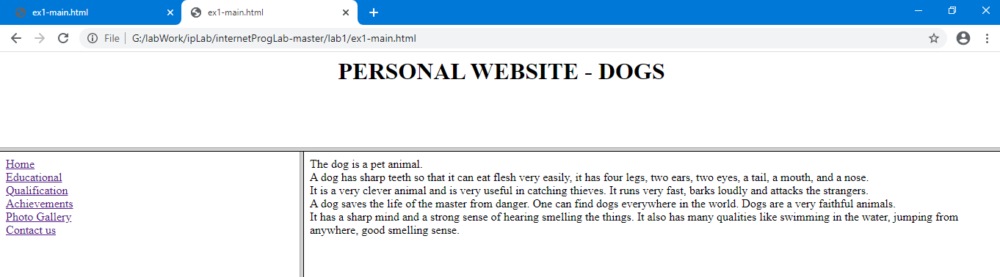 ex1-main.html
ex1-main.html
File
G:/labWork/ipLab/internetProgLab-master/lab1/ex1-main.html
PERSONAL WEBSITE - DOGS
Home
Educational
Qualification
Achievements
Photo Gallery
Contact us
The dog is a pet animal.
A dog has sharp teeth so that it can eat flesh very easily, it has four legs, two ears, two eyes, a tail, a mouth, and a nose.
It is a very clever animal and is very useful in catching thieves. It runs very fast, barks loudly and attacks the strangers.
A dog saves the life of the master from danger. One can find dogs everywhere in the world. Dogs are a very faithful animals.
It has a sharp mind and a strong sense of hearing smelling the things. It also has many qualities like swimming in the water, jumping from
anywhere, good smelling sense.